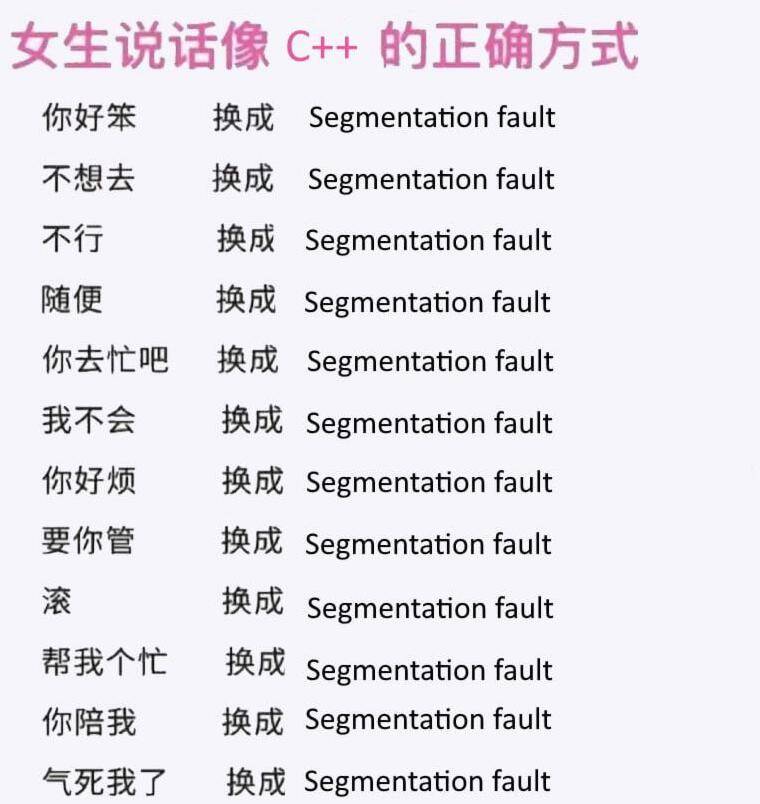 女生说话像 C++ 的正确方式
你好笨 换成 Segmentation fault
不想去 换成 Segmentation fault
不行 换成 Segmentation fault
随便 换成 Segmentation fault
你去忙吧 换成 Segmentation fault
我不会 换成 Segmentation fault
你好烦 换成 Segmentation fault
要你管 换成 Segmentation fault
滚 换成 Segmentation fault
帮我个忙 换成 Segmentation fault
你陪我 换成 Segmentation fault
气死我了 换成 Segmentation fault